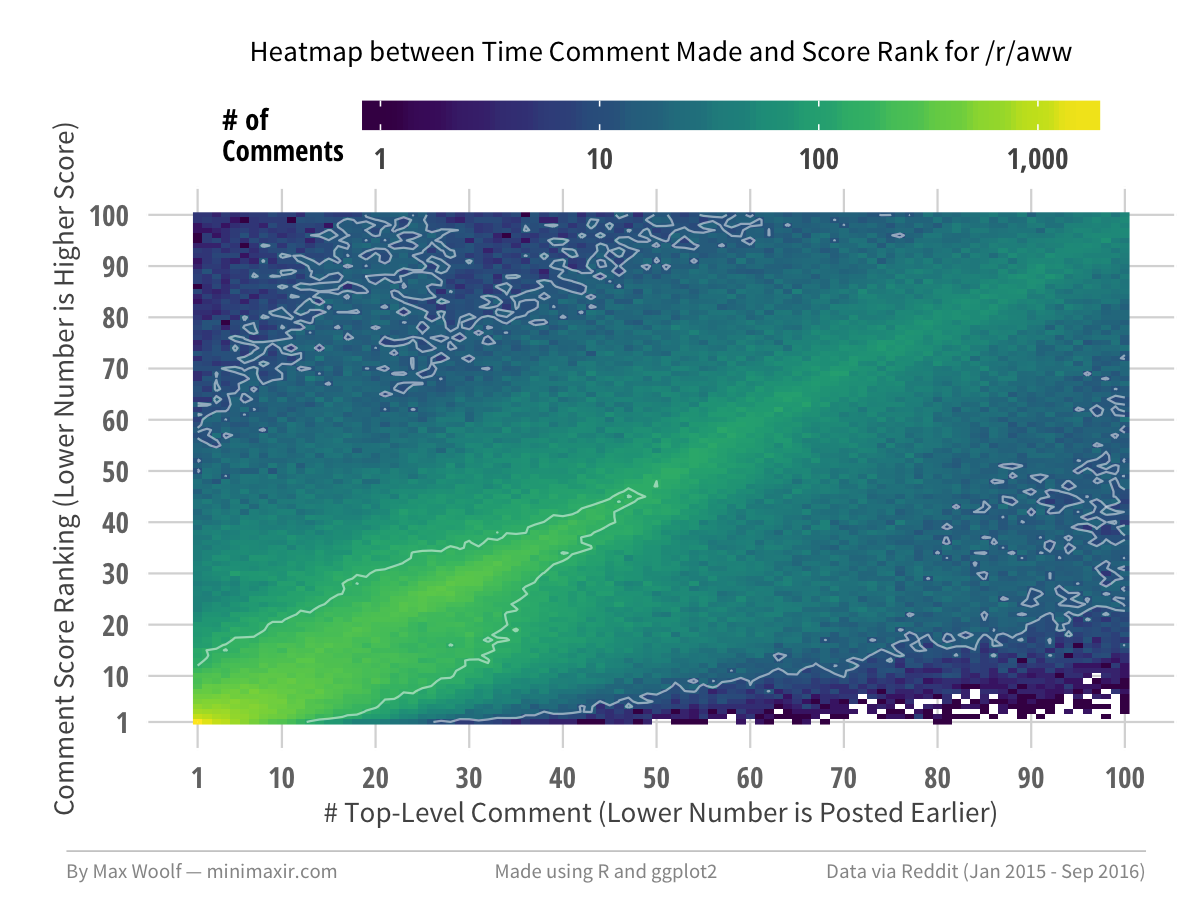 Heatmap between Time Comment Made and Score Rank for /r/aww
# of
Comments
1 10 100 1,000
Comment Score Ranking (Lower Number is Higher Score)
100
90
80
70
60
50
40
30
20
10
1
1 10 20 30 40 50 60 70 80 90 100
# Top-Level Comment (Lower Number is Posted Earlier)
By Max Woolf — minimaxir.com
Made using R and ggplot2
Data via Reddit (Jan 2015 - Sep 2016)